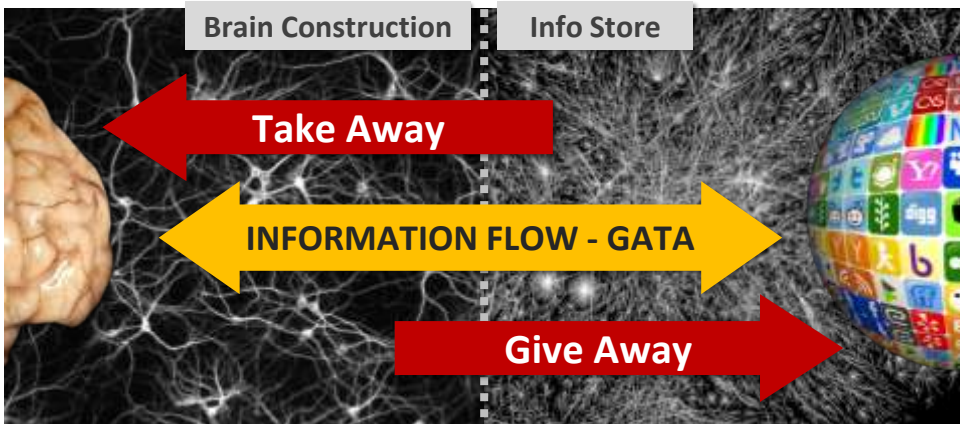 Brain Construction
Info Store
Take Away
INFORMATION FLOW - GATA
Give Away
digg
Y!
b